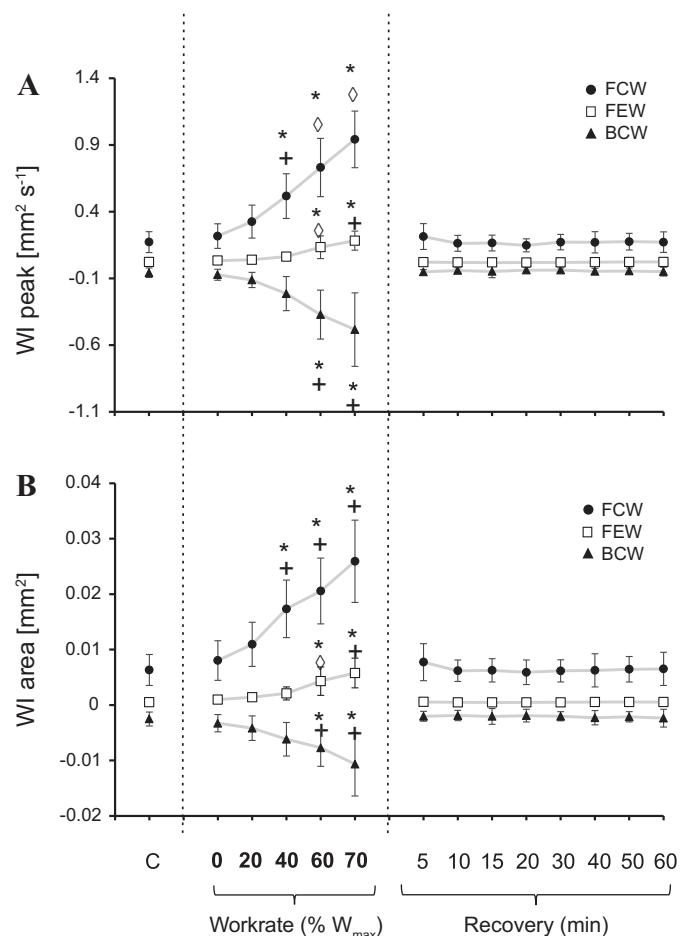 A
WI peak [mm² s⁻¹]
1.4
0.9
0.4
-0.1
-0.6
-1.1
* * * * * * *
+ ◇ ◇ ◇ + + +
FCW
FEW
BCW
B
WI area [mm²]
0.04
0.03
0.02
0.01
0
-0.01
-0.02
* * * * * * *
+ + + ◇ + + +
FCW
FEW
BCW
C 0 20 40 60 70 5 10 15 20 30 40 50 60
Workrate (% Wmax) Recovery (min)